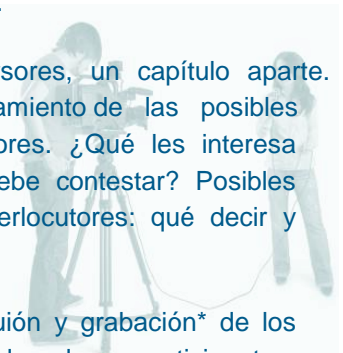 sores, un capítulo aparte.
amiento de las posibles
ores. ¿Qué les interesa
ebe contestar? Posibles
erlocutores: qué decir y
uión y grabación* de los